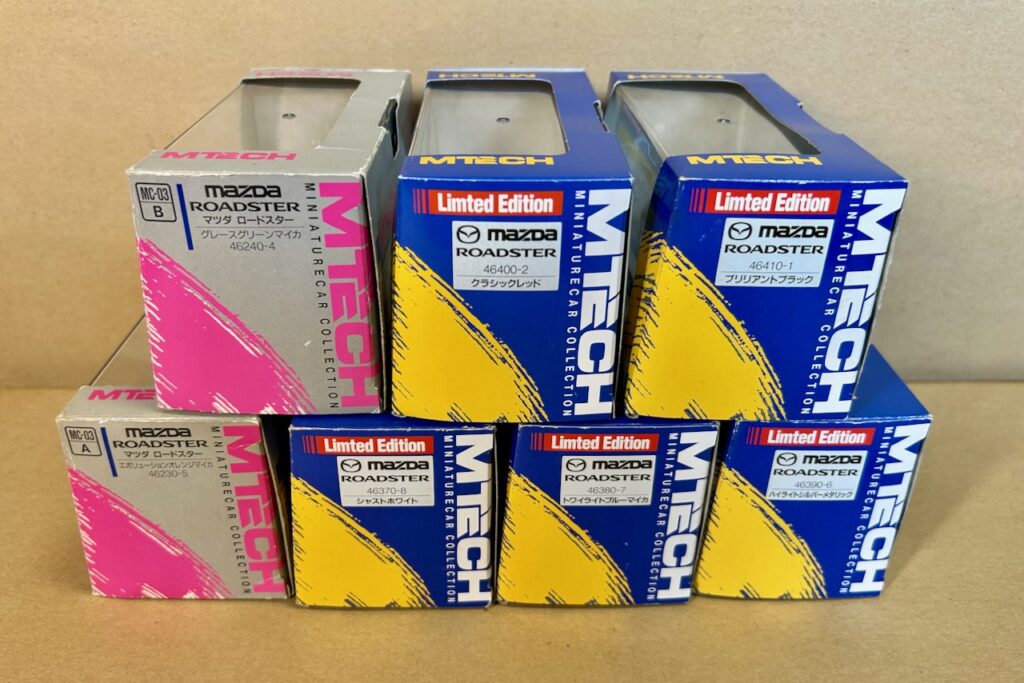 MTECH
MTECH
MTECH
MC-03
B
mazda
ROADSTER
マツダ ロードスター
グレースグリーンマイカ
46240-4
MTECH
MINIATURECAR COLLECTION
MTECH
MTECH
Limted Edition
mazda
ROADSTER
46400-2
クラシックレッド
MTECH
MINIATURECAR COLLECTION
MTECH
MTECH
Limted Edition
mazda
ROADSTER
46410-1
ブリリアントブラック
MTECH
MINIATURECAR COLLECTION
MTE
MC-03
A
mazda
ROADSTER
マツダ ロードスター
エボリューションオレンジマイカ
46230-5
MTECH
MINIATURECAR COLLECTION
Limted Edition
mazda
ROADSTER
46370-8
シャストホワイト
MTECH
MINIATURECAR COLLECTION
Limted Edition
mazda
ROADSTER
46380-7
トワイライトブルーマイカ
MTECH
MINIATURECAR COLLECTION
Limted Edition
mazda
ROADSTER
46390-6
ハイライトシルバーメタリック
MTECH
MINIATURECAR COLLECTION